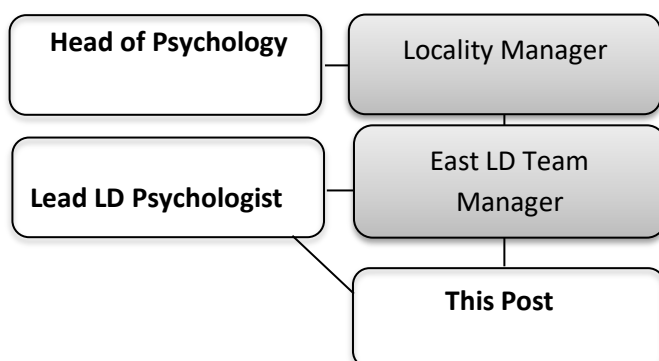 Head of Psychology
Locality Manager
Lead LD Psychologist
East LD Team
Manager
This Post